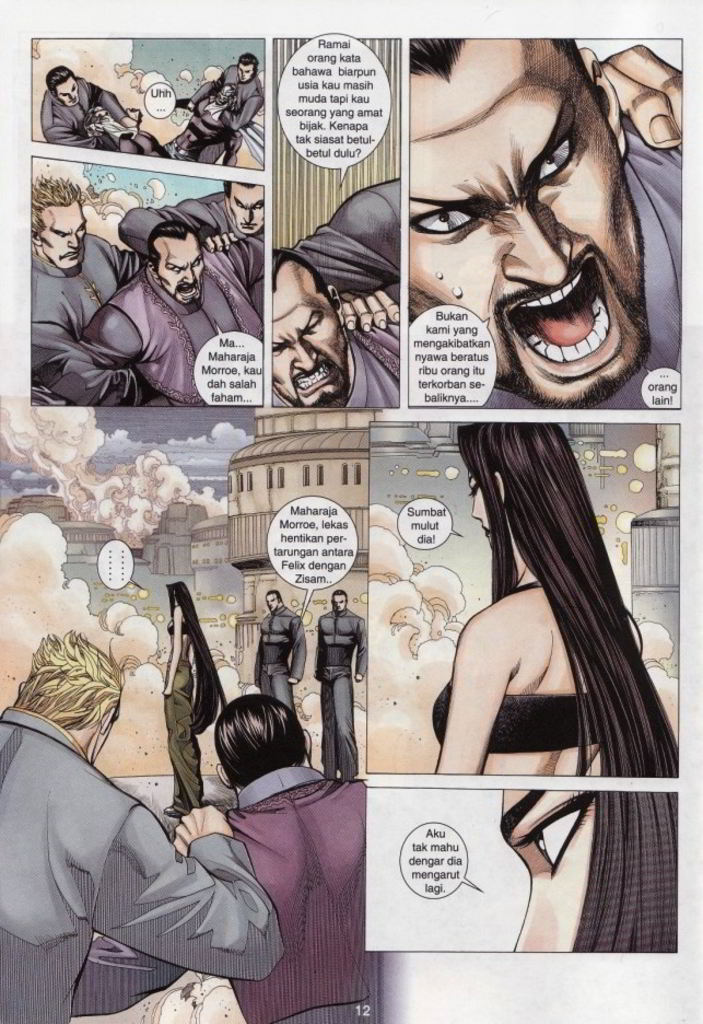 Uhh
...
Ramai
orang kata
bahawa biarpun
usia kau masih
muda tapi kau
seorang yang amat
bijak. Kenapa
tak siasat betul-
betul dulu?
Ma...
Maharaja
Morroe, kau
dah salah
faham...
Bukan
kami yang
mengakibatkan
nyawa beratus
ribu orang itu
terkorban se-
baliknya....
...
orang
lain!
......
Maharaja
Morroe, lekas
hentikan per-
tarungan antara
Felix dengan
Zisam..
Sumbat
mulut
dia!
Aku
tak mahu
dengar dia
mengarut
lagi.
12